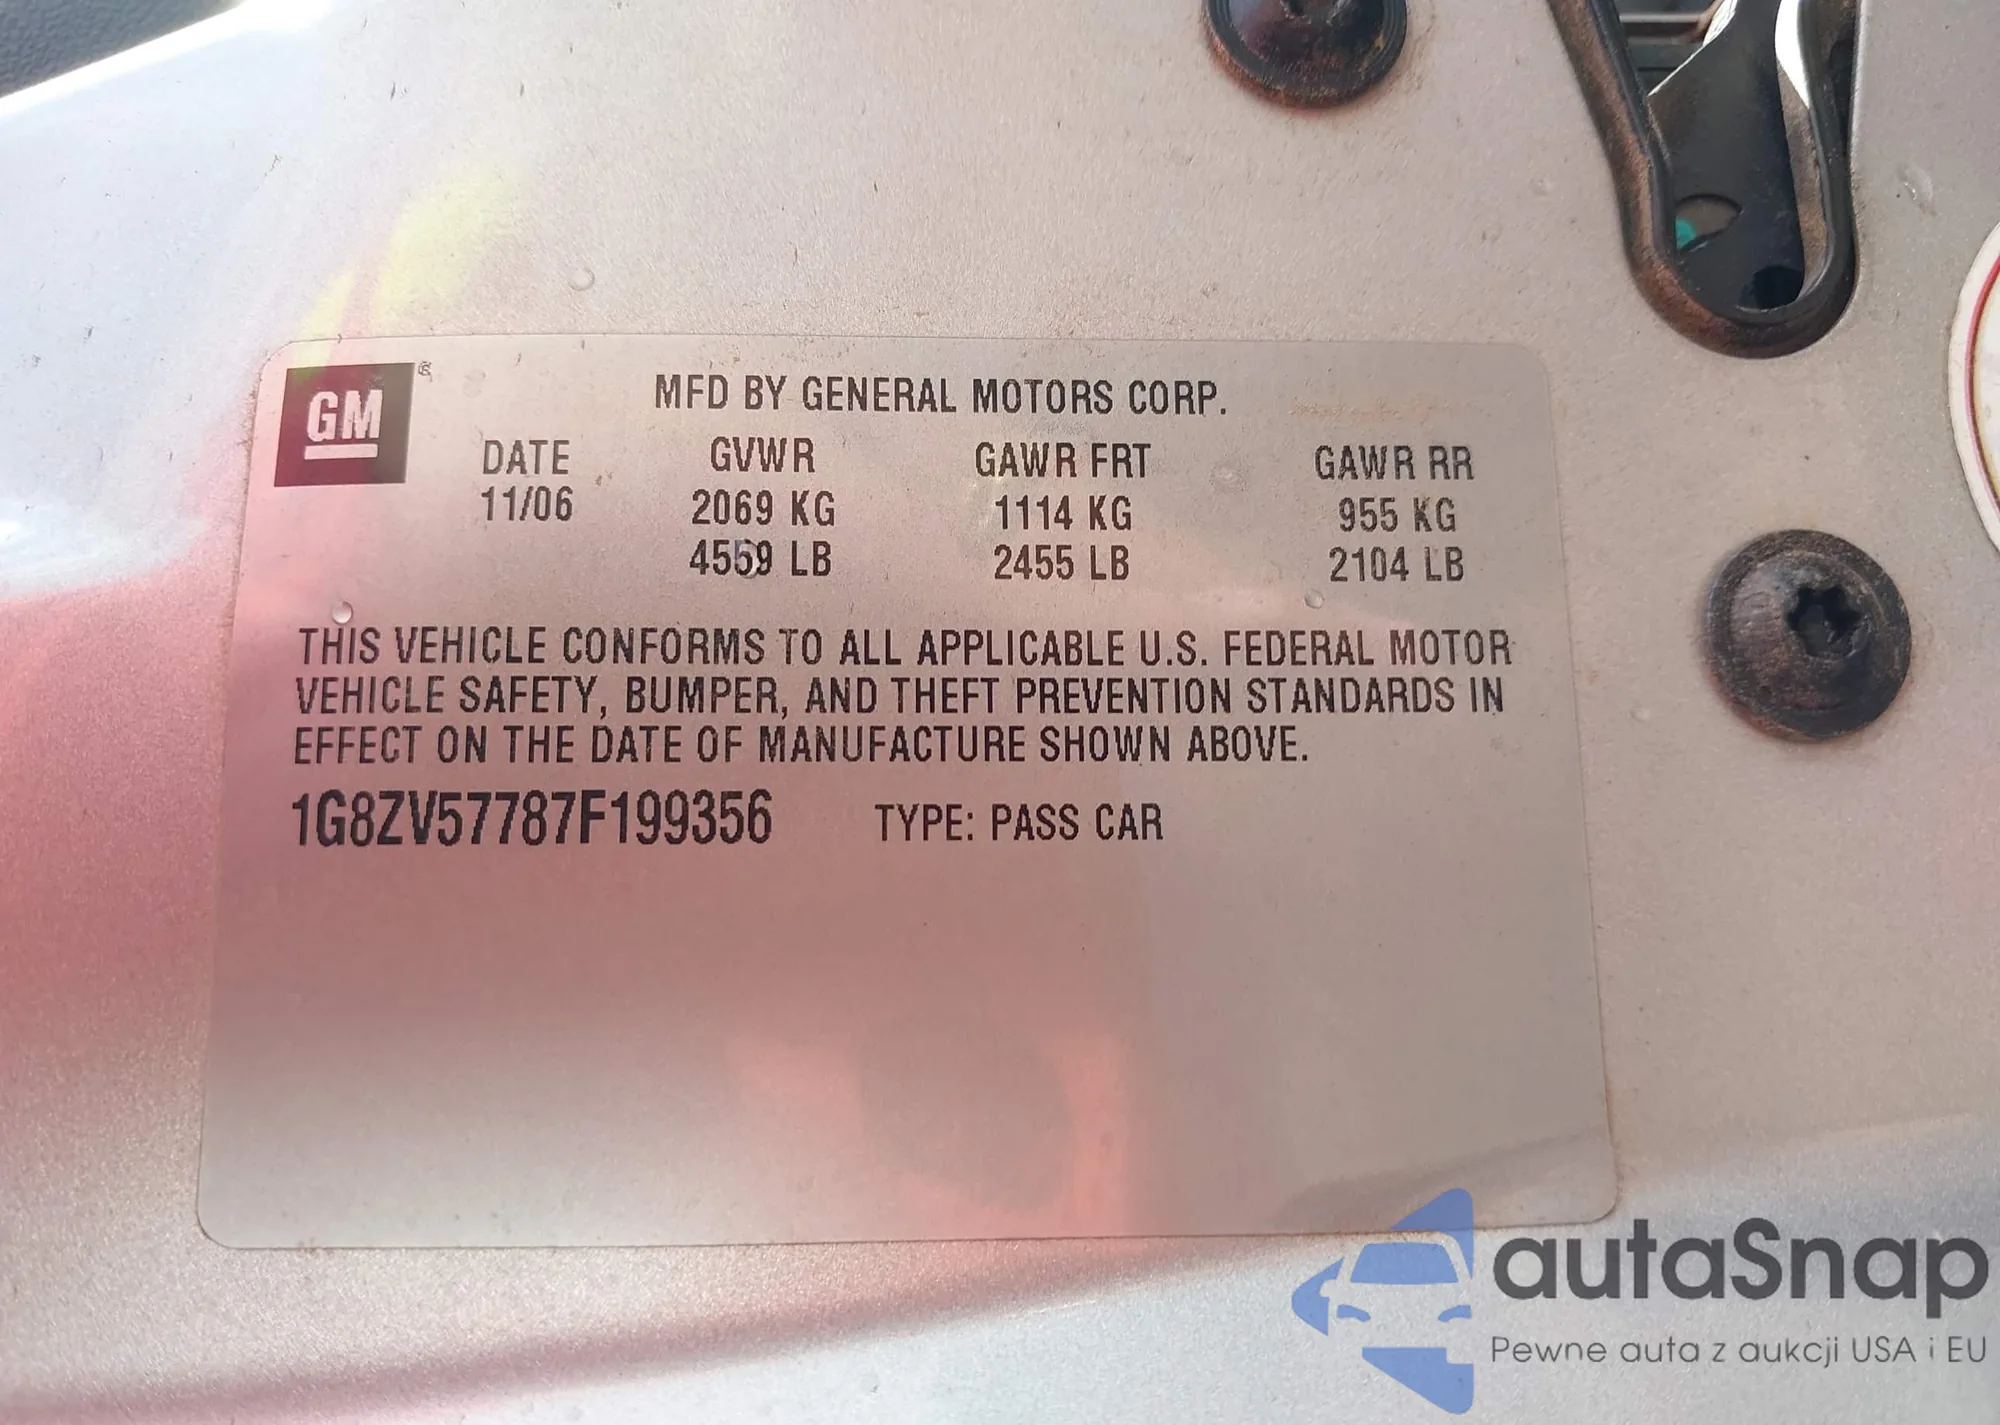 GM
MFD BY GENERAL MOTORS CORP.
DATE GVWR GAWR FRT GAWR RR
11/06 2069 KG 1114 KG 955 KG
4559 LB 2455 LB 2104 LB
THIS VEHICLE CONFORMS TO ALL APPLICABLE U.S. FEDERAL MOTOR
VEHICLE SAFETY, BUMPER, AND THEFT PREVENTION STANDARDS IN
EFFECT ON THE DATE OF MANUFACTURE SHOWN ABOVE.
1G8ZV57787F199356 TYPE: PASS CAR
autaSnap
Pewne auta z aukcji USA i EU